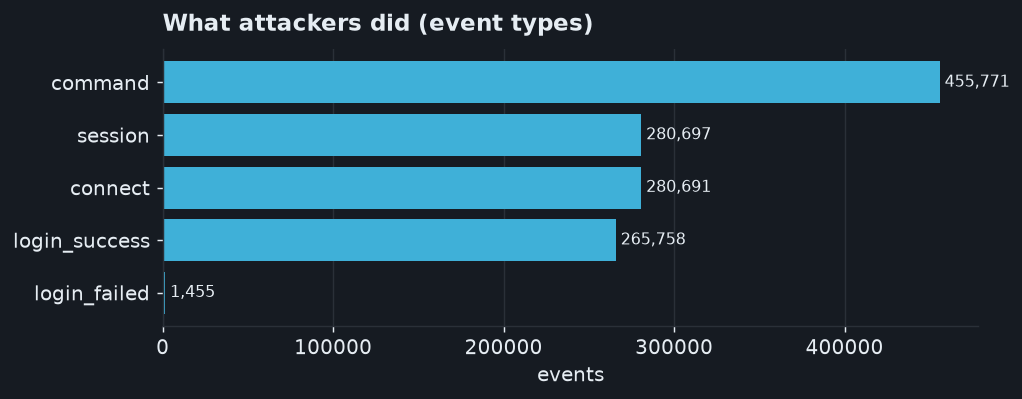 What attackers did (event types)
command 455,771
session 280,697
connect 280,691
login_success 265,758
login_failed 1,455
0 100000 200000 300000 400000
events